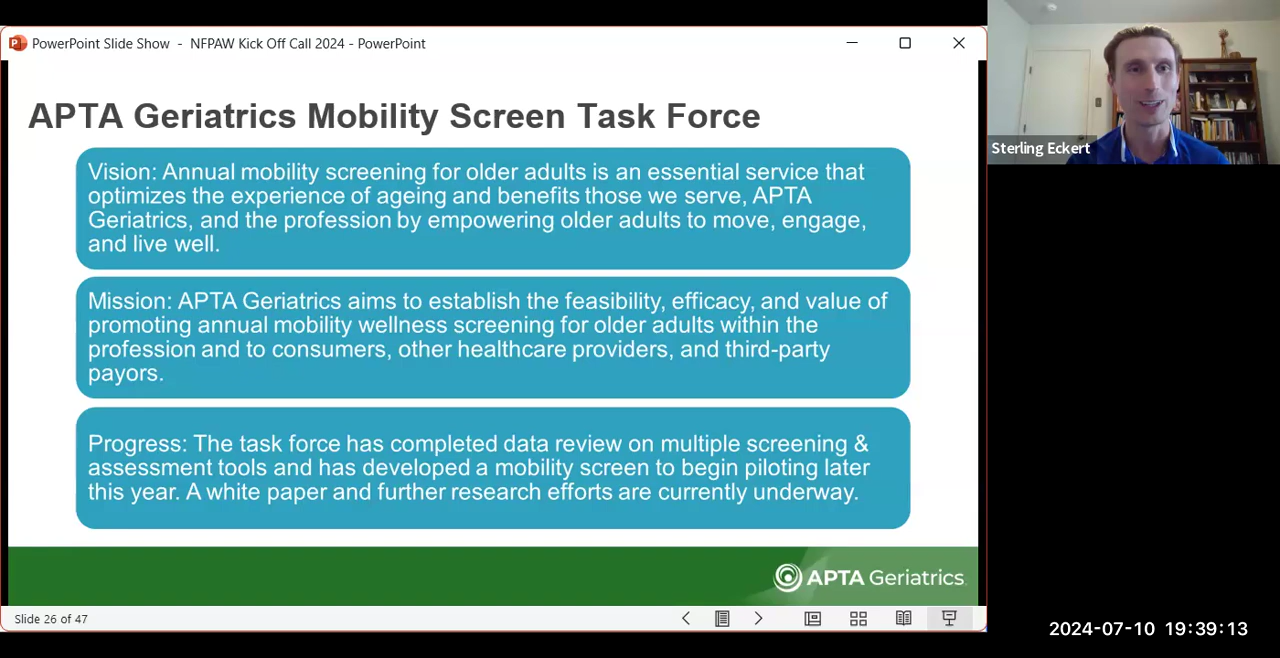 PowerPoint Slide Show - NFPAW Kick Off Call 2024 - PowerPoint
APTA Geriatrics Mobility Screen Task Force
Vision: Annual mobility screening for older adults is an essential service that
optimizes the experience of ageing and benefits those we serve, APTA
Geriatrics, and the profession by empowering older adults to move, engage,
and live well.
Mission: APTA Geriatrics aims to establish the feasibility, efficacy, and value of
promoting annual mobility wellness screening for older adults within the
profession and to consumers, other healthcare providers, and third-party
payors.
Progress: The task force has completed data review on multiple screening &
assessment tools and has developed a mobility screen to begin piloting later
this year. A white paper and further research efforts are currently underway.
APTA Geriatrics
Slide 26 of 47
Sterling Eckert
2024-07-10 19:39:13